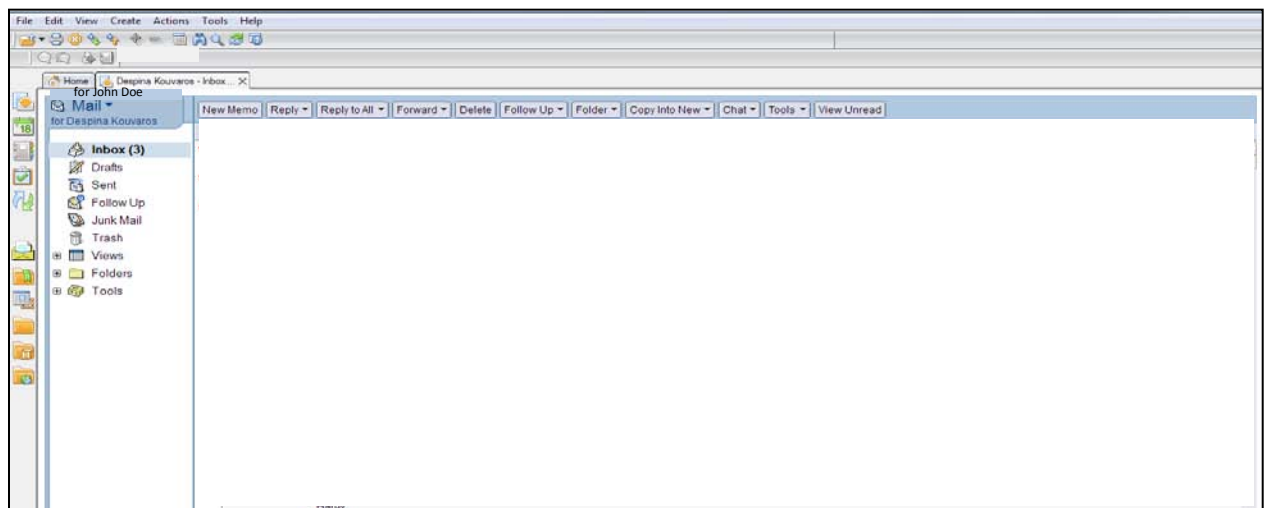 File Edit View Create Actions Tools Help
Home Despina Kouvaros - Inbox ... X
for John Doe
Mail
for Despina Kouvaros
New Memo Reply Reply to All Forward Delete Follow Up Folder Copy Into New Chat Tools View Unread
18
Inbox (3)
Drafts
Sent
Follow Up
Junk Mail
Trash
Views
Folders
Tools